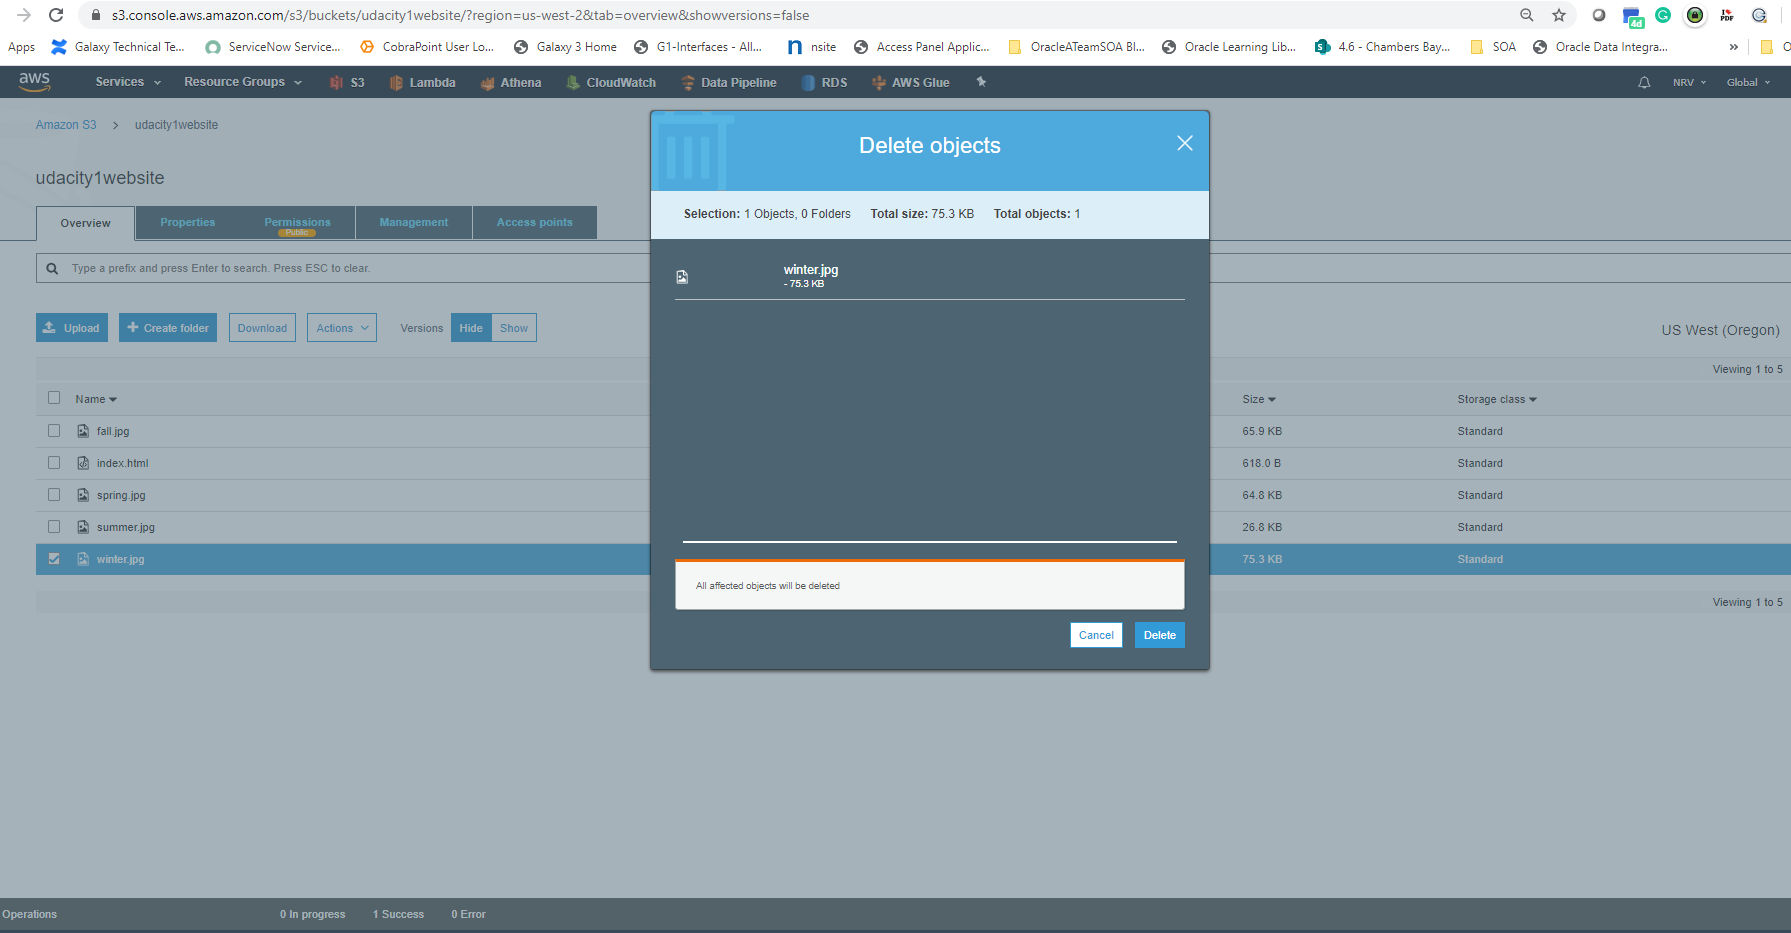 s3.console.aws.amazon.com/s3/buckets/udacity1website/?region=us-west-2&tab=overview&showversions=false
4d
I PDF
Apps Galaxy Technical Te... ServiceNow Service... CobraPoint User Lo... Galaxy 3 Home G1-Interfaces - All... nsite Access Panel Applic... OracleATeamSOA Bl... Oracle Learning Lib... 4.6 - Chambers Bay... SOA Oracle Data Integra... » O
aws Services Resource Groups S3 Lambda Athena CloudWatch Data Pipeline RDS AWS Glue NRV Global
Amazon S3 > udacity1website
udacity1website
Overview Properties Permissions Management Access points
Public
Type a prefix and press Enter to search. Press ESC to clear.
Upload Create folder Download Actions Versions Hide Show
US West (Oregon)
Viewing 1 to 5
Name Size Storage class
fall.jpg 65.9 KB Standard
index.html 618.0 B Standard
spring.jpg 64.8 KB Standard
summer.jpg 26.8 KB Standard
winter.jpg 75.3 KB Standard
Viewing 1 to 5
Delete objects
Selection: 1 Objects, 0 Folders Total size: 75.3 KB Total objects: 1
winter.jpg
- 75.3 KB
All affected objects will be deleted
Cancel Delete
Operations 0 In progress 1 Success 0 Error